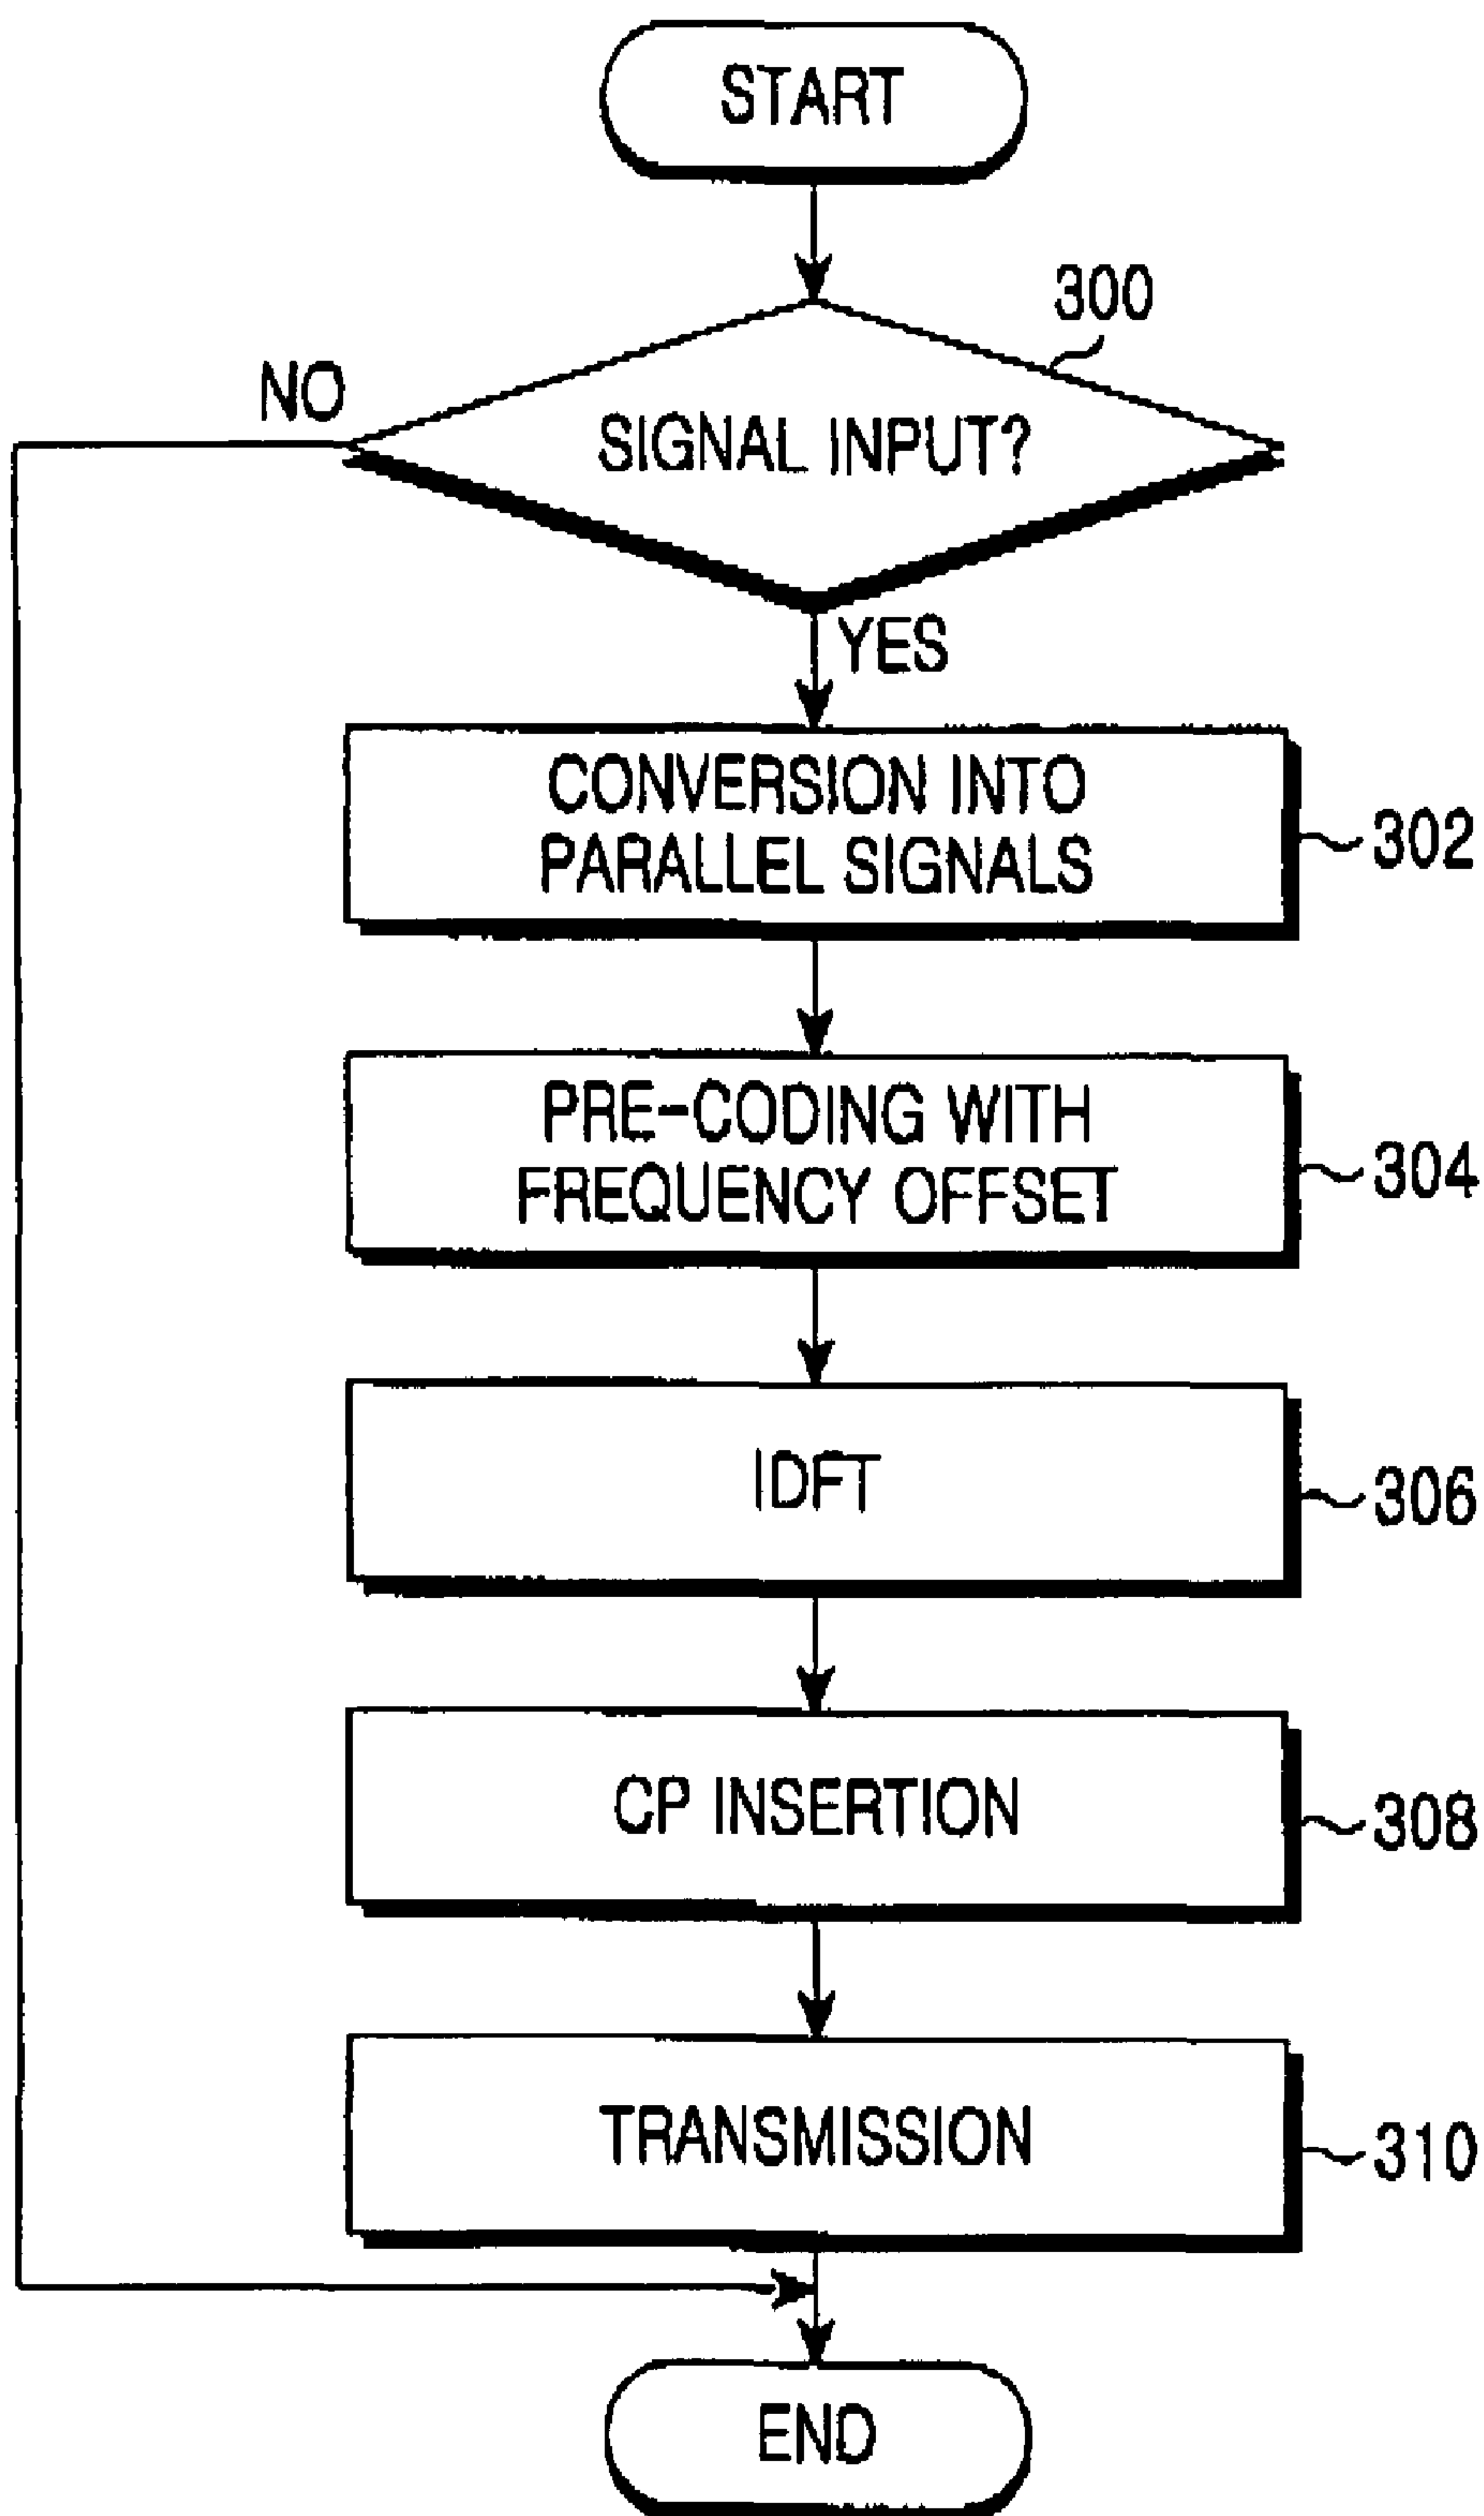 START
300
NO
SIGNAL INPUT?
YES
CONVERSION INTO
PARALLEL SIGNALS
302
PRE-CODING WITH
FREQUENCY OFFSET
304
IDFT
306
CP INSERTION
308
TRANSMISSION
310
END